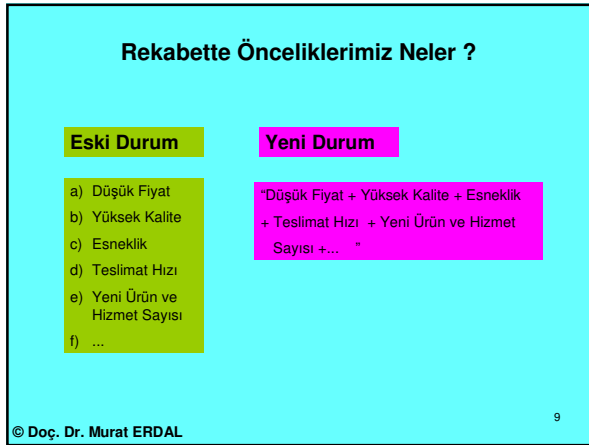 Rekabette Önceliklerimiz Neler ?
Eski Durum
a) Düşük Fiyat
b) Yüksek Kalite
c) Esneklik
d) Teslimat Hızı
e) Yeni Ürün ve
Hizmet Sayısı
f) ...
Yeni Durum
“Düşük Fiyat + Yüksek Kalite + Esneklik
+ Teslimat Hızı + Yeni Ürün ve Hizmet
Sayısı +... ”
9
© Doç. Dr. Murat ERDAL